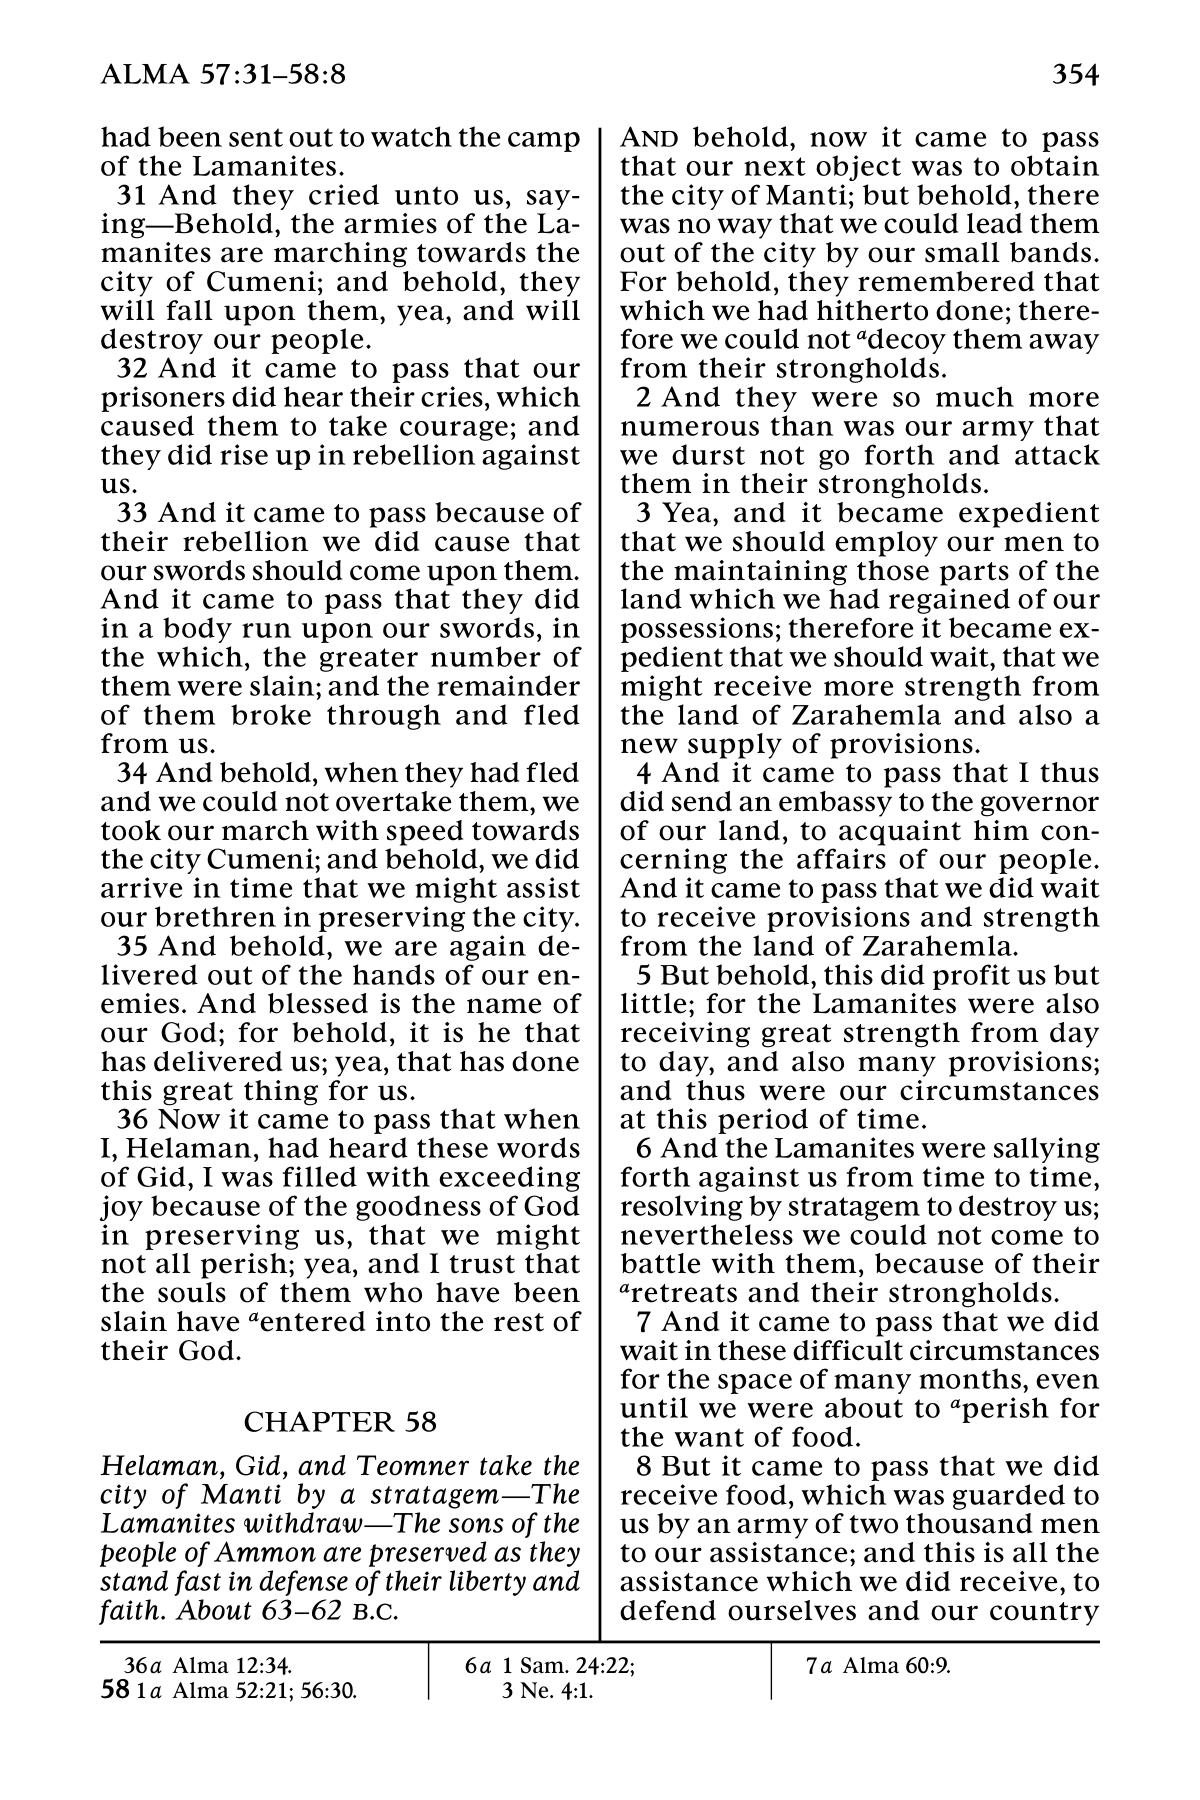 ALMA 57:31–58:8
354
had been sent out to watch the camp
of the Lamanites.
31 And they cried unto us, say-
ing—Behold, the armies of the La-
manites are marching towards the
city of Cumeni; and behold, they
will fall upon them, yea, and will
destroy our people.
32 And it came to pass that our
prisoners did hear their cries, which
caused them to take courage; and
they did rise up in rebellion against
us.
33 And it came to pass because of
their rebellion we did cause that
our swords should come upon them.
And it came to pass that they did
in a body run upon our swords, in
the which, the greater number of
them were slain; and the remainder
of them broke through and fled
from us.
34 And behold, when they had fled
and we could not overtake them, we
took our march with speed towards
the city Cumeni; and behold, we did
arrive in time that we might assist
our brethren in preserving the city.
35 And behold, we are again de-
livered out of the hands of our en-
emies. And blessed is the name of
our God; for behold, it is he that
has delivered us; yea, that has done
this great thing for us.
36 Now it came to pass that when
I, Helaman, had heard these words
of Gid, I was filled with exceeding
joy because of the goodness of God
in preserving us, that we might
not all perish; yea, and I trust that
the souls of them who have been
slain have aentered into the rest of
their God.
CHAPTER 58
Helaman, Gid, and Teomner take the
city of Manti by a stratagem—The
Lamanites withdraw—The sons of the
people of Ammon are preserved as they
stand fast in defense of their liberty and
faith. About 63–62 B.C.
AND behold, now it came to pass
that our next object was to obtain
the city of Manti; but behold, there
was no way that we could lead them
out of the city by our small bands.
For behold, they remembered that
which we had hitherto done; there-
fore we could not adecoy them away
from their strongholds.
2 And they were so much more
numerous than was our army that
we durst not go forth and attack
them in their strongholds.
3 Yea, and it became expedient
that we should employ our men to
the maintaining those parts of the
land which we had regained of our
possessions; therefore it became ex-
pedient that we should wait, that we
might receive more strength from
the land of Zarahemla and also a
new supply of provisions.
4 And it came to pass that I thus
did send an embassy to the governor
of our land, to acquaint him con-
cerning the affairs of our people.
And it came to pass that we did wait
to receive provisions and strength
from the land of Zarahemla.
5 But behold, this did profit us but
little; for the Lamanites were also
receiving great strength from day
to day, and also many provisions;
and thus were our circumstances
at this period of time.
6 And the Lamanites were sallying
forth against us from time to time,
resolving by stratagem to destroy us;
nevertheless we could not come to
battle with them, because of their
aretreats and their strongholds.
7 And it came to pass that we did
wait in these difficult circumstances
for the space of many months, even
until we were about to aperish for
the want of food.
8 But it came to pass that we did
receive food, which was guarded to
us by an army of two thousand men
to our assistance; and this is all the
assistance which we did receive, to
defend ourselves and our country
36a Alma 12:34.
58 1a Alma 52:21; 56:30.
6a 1 Sam. 24:22;
3 Ne. 4:1.
7a Alma 60:9.